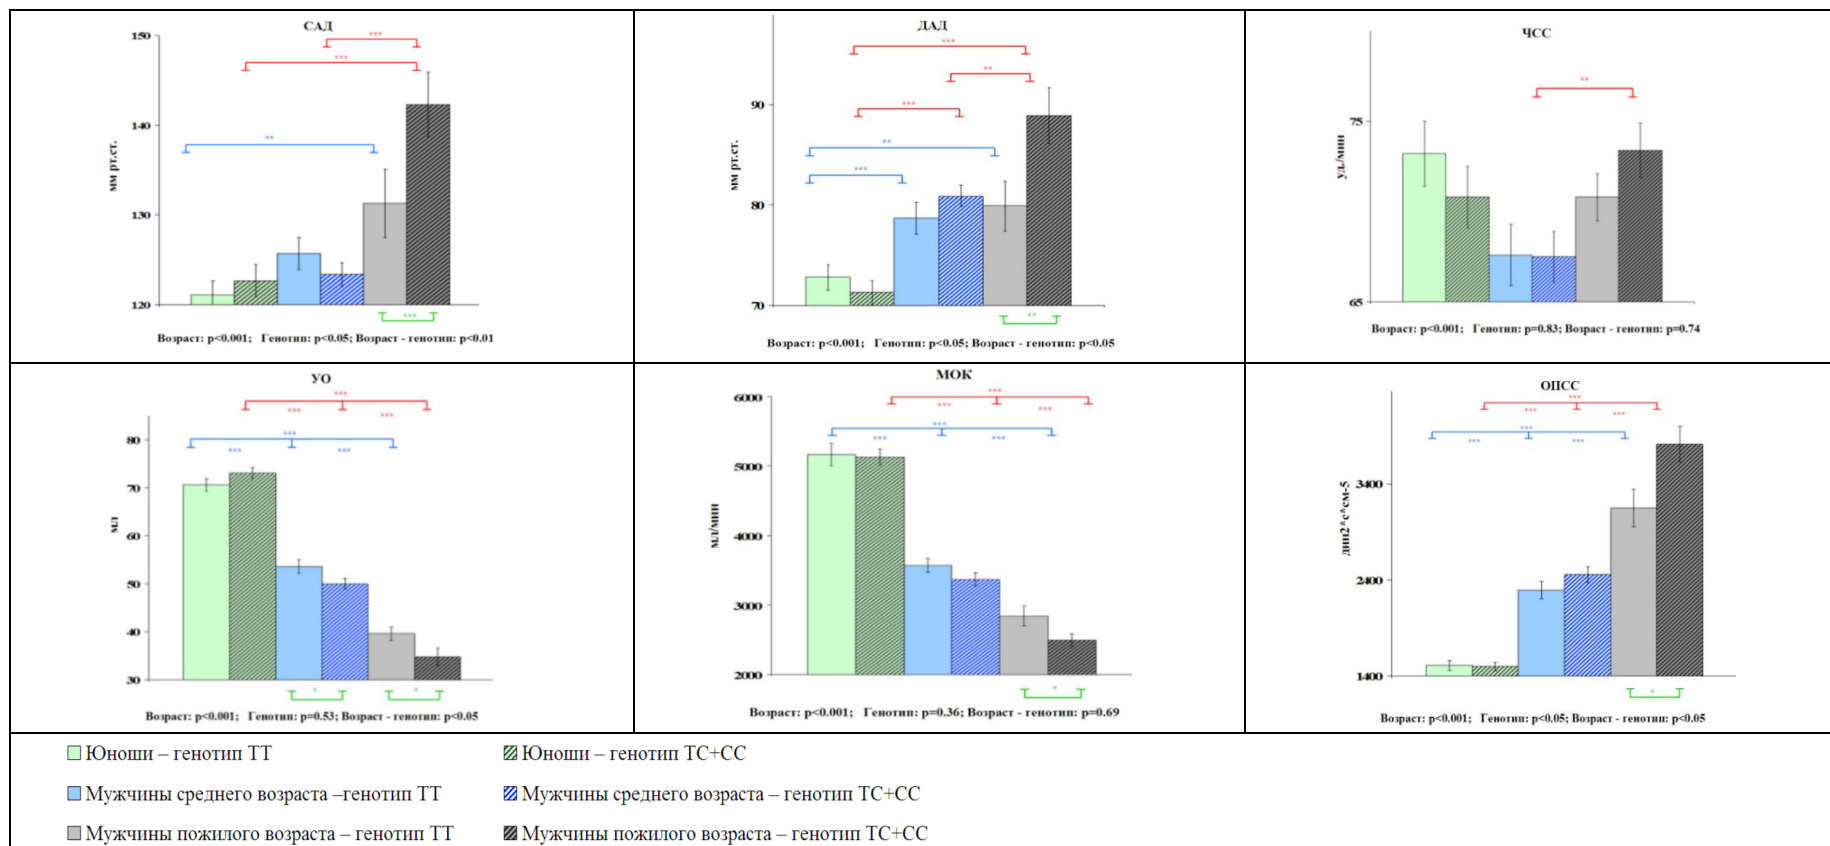 САД
150
***
***
140
**
мм рт.ст.
130
120
***
Возраст: p<0.001; Генотип: p<0.05; Возраст - генотип: p<0.01
ДАД
***
**
90
***
**
мм рт.ст.
***
80
70
**
Возраст: p<0.001; Генотип: p<0.05; Возраст - генотип: p<0.05
ЧСС
**
75
уд./мин
65
Возраст: p<0.001; Генотип: p=0.83; Возраст - генотип: p=0.74
УО
***
*** ***
80
***
*** ***
70
60
мл
50
40
30
* *
Возраст: p<0.001; Генотип: p=0.53; Возраст - генотип: p<0.05
МОК
6000
***
*** ***
***
*** ***
5000
мл/мин
4000
3000
2000
*
Возраст: p<0.001; Генотип: p=0.36; Возраст - генотип: p=0.69
ОПСС
***
*** ***
***
*** ***
3400
дин2*с*см-5
2400
1400
*
Возраст: p<0.001; Генотип: p<0.05; Возраст - генотип: p<0.05
Юноши – генотип ТТ
Юноши – генотип ТС+СС
Мужчины среднего возраста –генотип ТТ
Мужчины среднего возраста – генотип ТС+СС
Мужчины пожилого возраста – генотип ТТ
Мужчины пожилого возраста – генотип ТС+СС